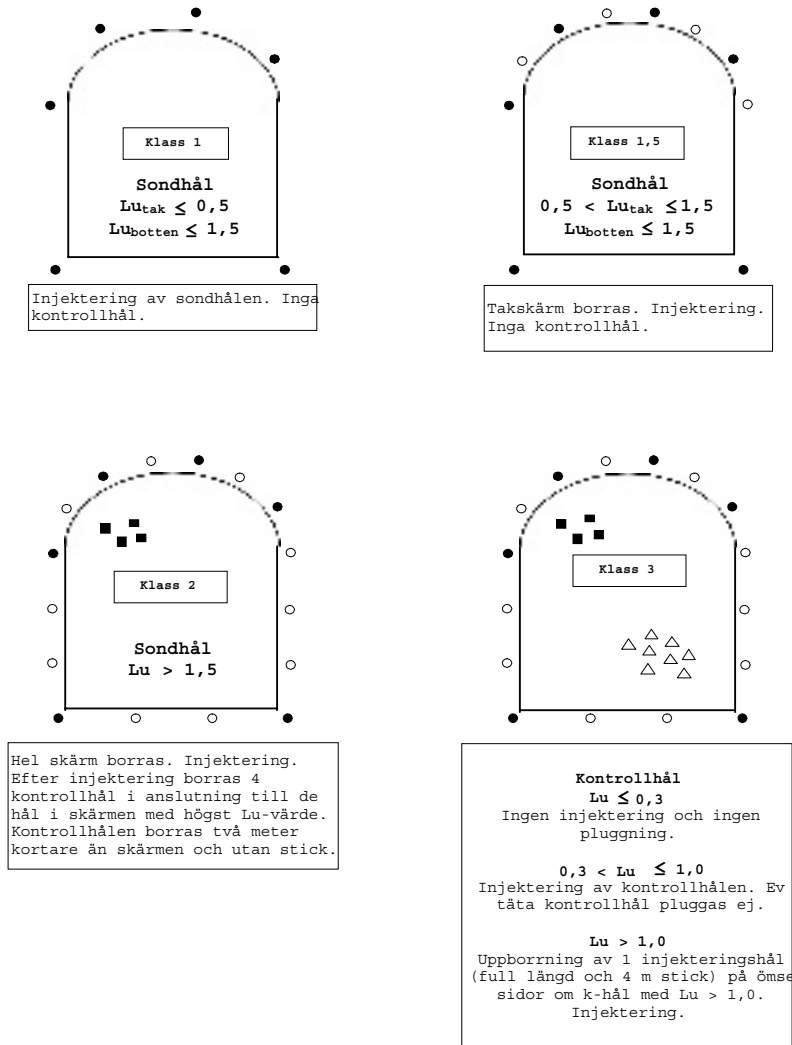 Klass 1
Sondhål
Lutak ≤ 0,5
Lubotten ≤ 1,5
Injektering av sondhålen. Inga
kontrollhål.
Klass 1,5
Sondhål
0,5 < Lutak ≤1,5
Lubotten ≤ 1,5
Takskärm borras. Injektering.
Inga kontrollhål.
Klass 2
Sondhål
Lu > 1,5
Hel skärm borras. Injektering.
Efter injektering borras 4
kontrollhål i anslutning till de
hål i skärmen med högst Lu-värde.
Kontrollhålen borras två meter
kortare än skärmen och utan stick.
Klass 3
Kontrollhål
Lu ≤ 0,3
Ingen injektering och ingen
pluggning.
0,3 < Lu ≤ 1,0
Injektering av kontrollhålen. Ev
täta kontrollhål pluggas ej.
Lu > 1,0
Uppborrning av 1 injekteringshål
(full längd och 4 m stick) på ömse
sidor om k-hål med Lu > 1,0.
Injektering.